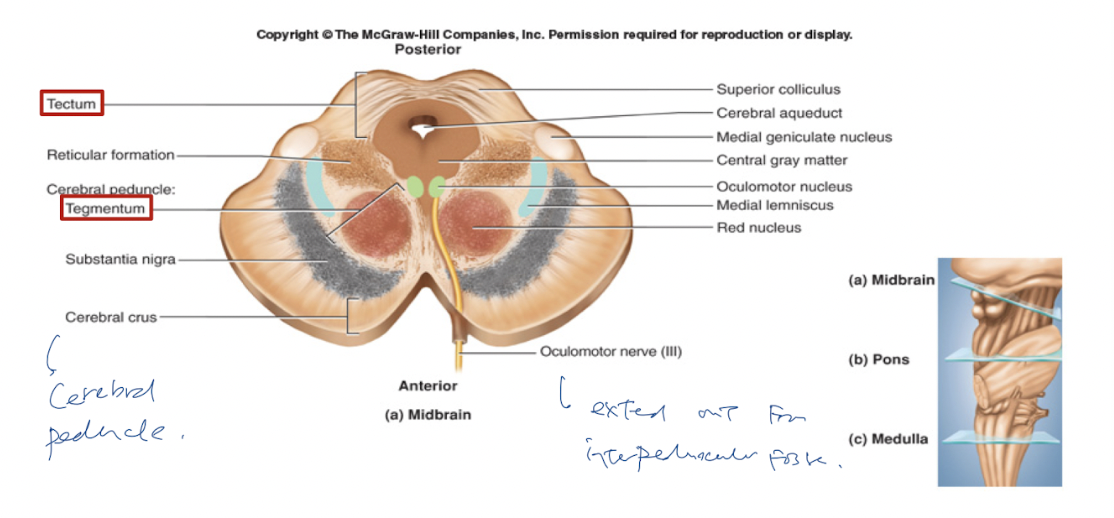 Copyright © The McGraw-Hill Companies, Inc. Permission required for reproduction or display.
Posterior
Tectum
Reticular formation
Cerebral peduncle:
Tegmentum
Substantia nigra
Cerebral crus
Superior colliculus
Cerebral aqueduct
Medial geniculate nucleus
Central gray matter
Oculomotor nucleus
Medial lemniscus
Red nucleus
Oculomotor nerve (III)
Anterior
(a) Midbrain
Cerebral
peduncle.
out from
(a) Midbrain
(b) Pons
(c) Medulla